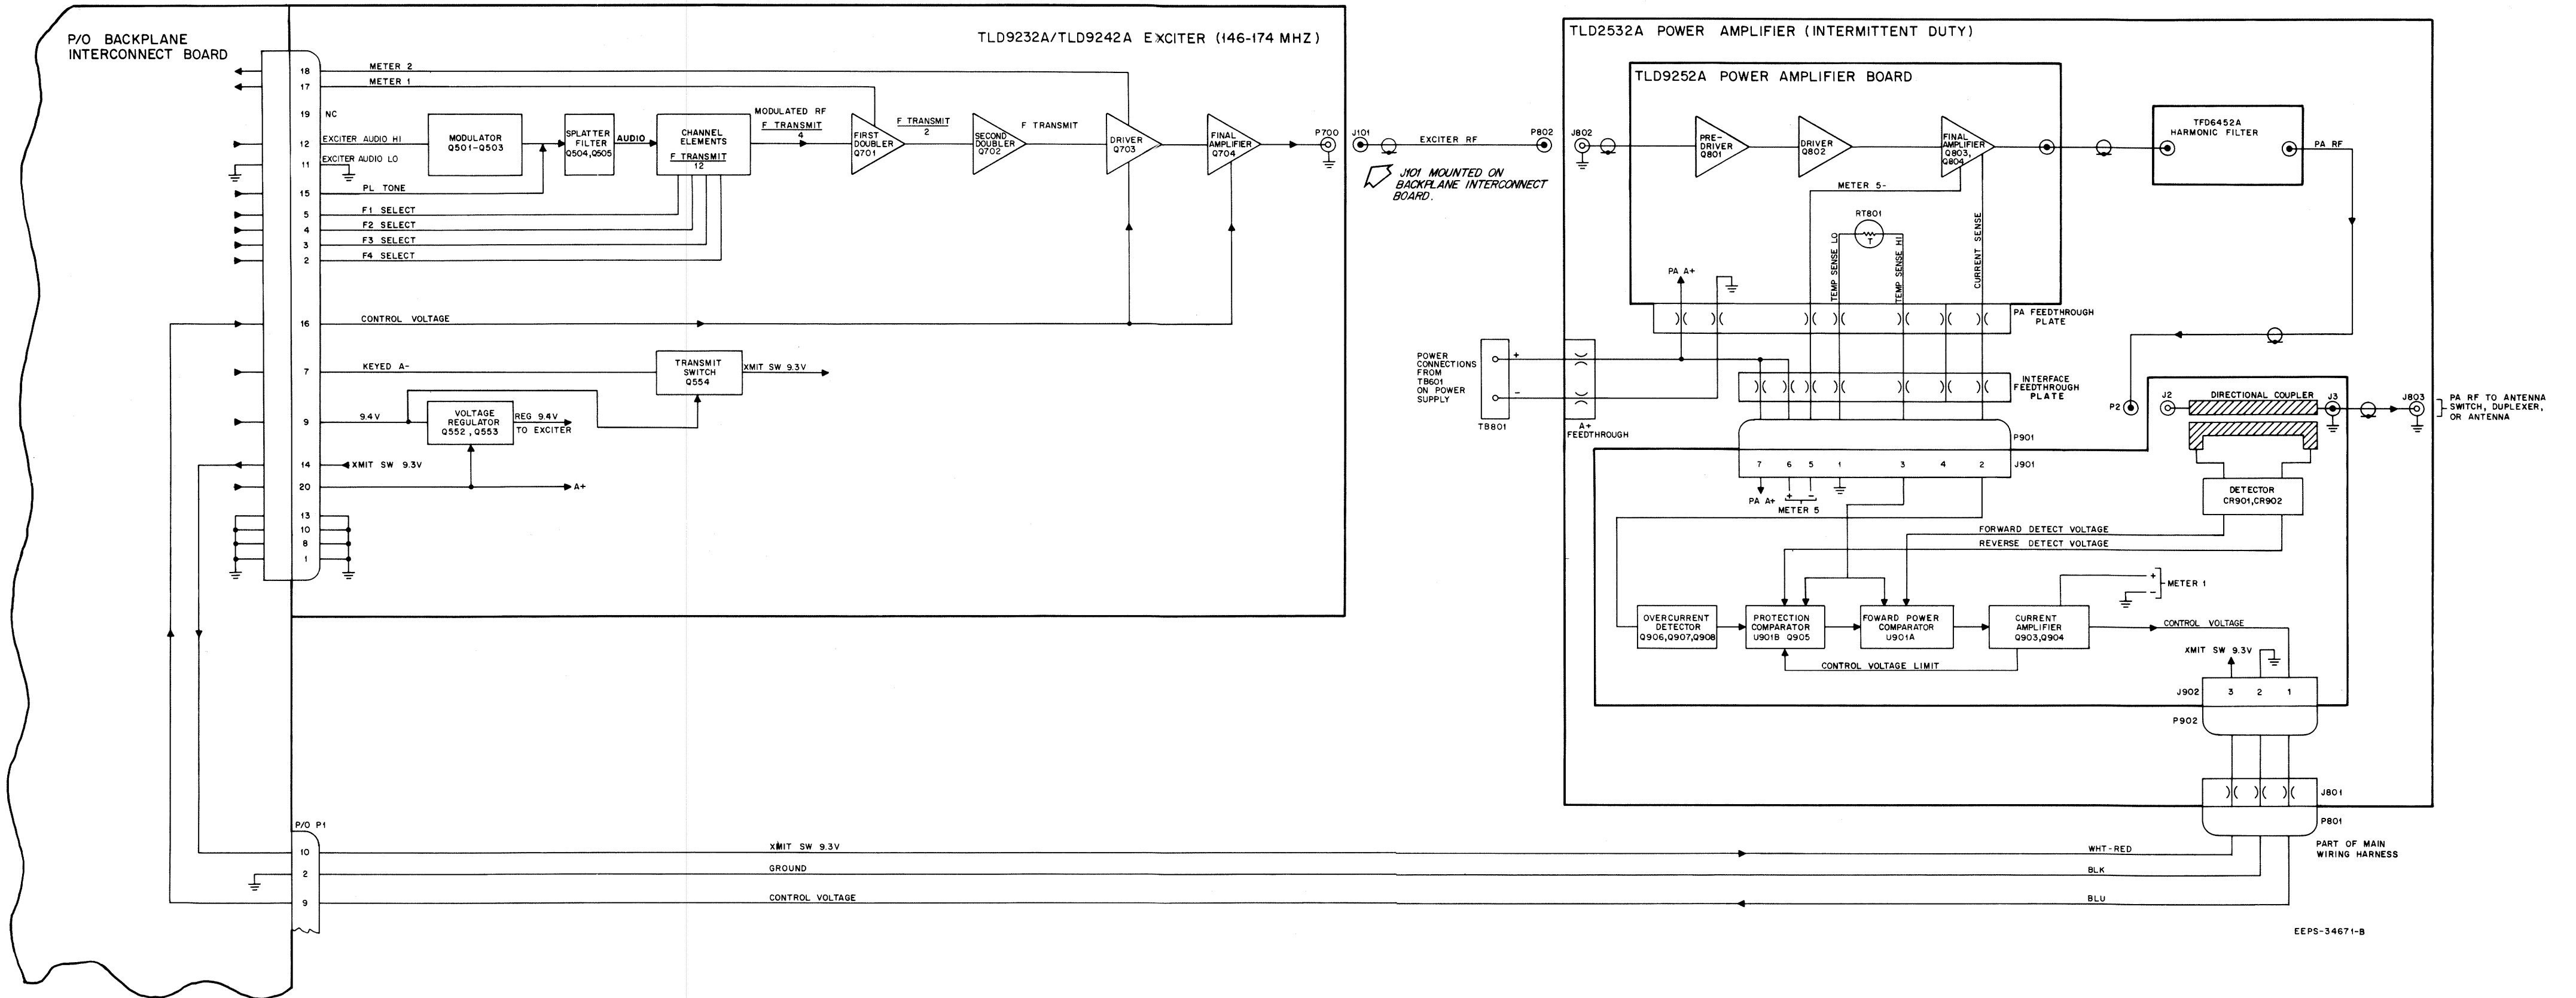 P/O BACKPLANE
INTERCONNECT BOARD
TLD9232A/TLD9242A EXCITER (146-174 MHZ)
18 METER 2
17 METER 1
19 NC
12 EXCITER AUDIO HI
11 EXCITER AUDIO LO
15 PL TONE
5 F1 SELECT
4 F2 SELECT
3 F3 SELECT
2 F4 SELECT
16 CONTROL VOLTAGE
7 KEYED A-
9 9.4V
14 XMIT SW 9.3V
20 A+
13
10
8
1
MODULATOR
Q501-Q503
SPLATTER
FILTER
Q504,Q505
AUDIO
CHANNEL
ELEMENTS
F TRANSMIT
12
MODULATED RF
F TRANSMIT
4
FIRST
DOUBLER
Q701
F TRANSMIT
2
SECOND
DOUBLER
Q702
F TRANSMIT
DRIVER
Q703
FINAL
AMPLIFIER
Q704
P700
TRANSMIT
SWITCH
Q554
XMIT SW 9.3V
VOLTAGE
REGULATOR
Q552, Q553
REG 9.4V
TO EXCITER
J101
EXCITER RF
P802
J101 MOUNTED ON
BACKPLANE INTERCONNECT
BOARD.
TLD2532A POWER AMPLIFIER (INTERMITTENT DUTY)
TLD9252A POWER AMPLIFIER BOARD
J802
PRE-
DRIVER
Q801
DRIVER
Q802
FINAL
AMPLIFIER
Q803,
Q804
TFD6452A
HARMONIC FILTER
PA RF
METER 5-
RT801
T
TEMP SENSE LO
TEMP SENSE HI
CURRENT SENSE
PA A+
PA FEEDTHROUGH
PLATE
POWER
CONNECTIONS
FROM
TB601
ON POWER
SUPPLY
+
-
TB801
A+
FEEDTHROUGH
INTERFACE
FEEDTHROUGH
PLATE
P901
7 6 5 1 3 4 2
J901
PA A+
+ -
METER 5
P2
J2
DIRECTIONAL COUPLER
J3
J803
PA RF TO ANTENNA
SWITCH, DUPLEXER,
OR ANTENNA
DETECTOR
CR901,CR902
FORWARD DETECT VOLTAGE
REVERSE DETECT VOLTAGE
+
-
METER 1
OVERCURRENT
DETECTOR
Q906,Q907,Q908
PROTECTION
COMPARATOR
U901B Q905
FOWARD POWER
COMPARATOR
U901A
CURRENT
AMPLIFIER
Q903,Q904
CONTROL VOLTAGE
CONTROL VOLTAGE LIMIT
XMIT SW 9.3V
J902
3 2 1
P902
J801
P801
PART OF MAIN
WIRING HARNESS
P/O P1
10 XMIT SW 9.3V WHT-RED
2 GROUND BLK
9 CONTROL VOLTAGE BLU
EEPS-34671-B